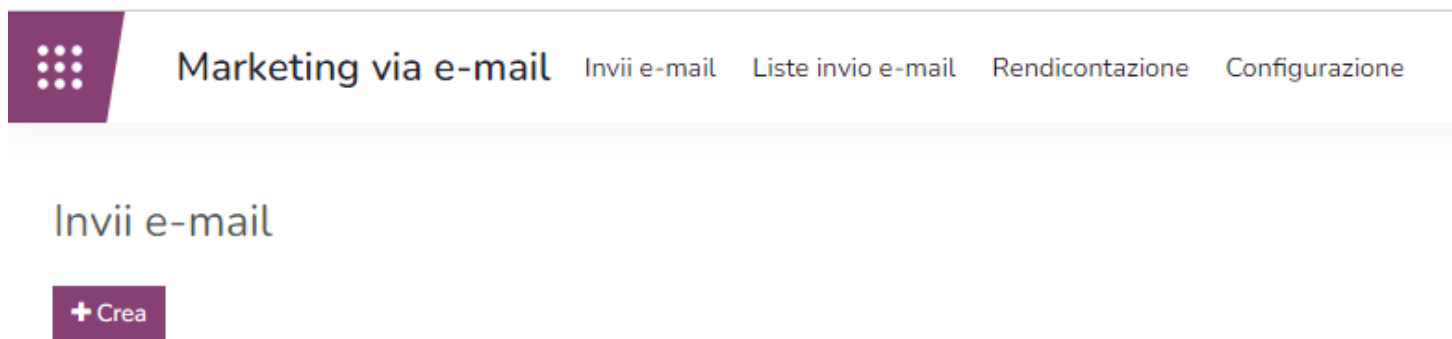 Marketing via e-mail Invii e-mail Liste invio e-mail Rendicontazione Configurazione
Invii e-mail
+ Crea